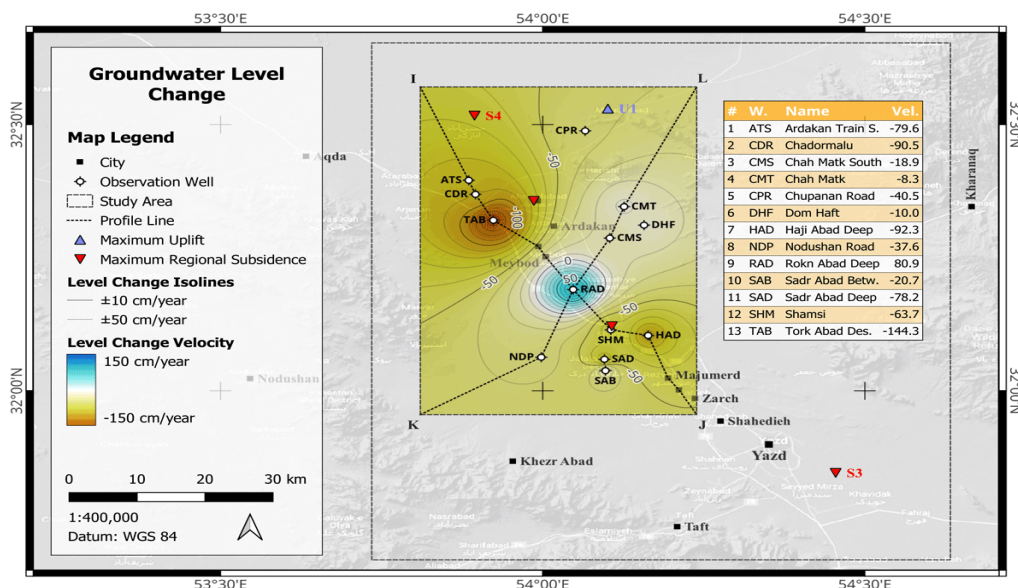 53°30'E 54°00'E 54°30'E
32°30'N
32°00'N
32°30'N
32°00'N
Groundwater Level
Change
Map Legend
City
Observation Well
Study Area
Profile Line
Maximum Uplift
Maximum Regional Subsidence
Level Change Isolines
±10 cm/year
±50 cm/year
Level Change Velocity
150 cm/year
-150 cm/year
0 10 20 30 km
1:400,000
Datum: WGS 84
Aqda
Nodushan
I
L
S4
U1
CPR
-50
ATS
CDR
TAB
-100
CMT
DHF
CMS
Ardakan
Meybod
0
-50
50
RAD
-50
SHM
HAD
NDP
SAD
SAB
-50
Majumerd
Zarch
K
J
Shahedieh
Yazd
Yazd
Khezr Abad
S3
Taft
Kharanaq
# W. Name Vel.
1 ATS Ardakan Train S. -79.6
2 CDR Chadormalu -90.5
3 CMS Chah Matk South -18.9
4 CMT Chah Matk -8.3
5 CPR Chupanan Road -40.5
6 DHF Dom Haft -10.0
7 HAD Haji Abad Deep -92.3
8 NDP Nodushan Road -37.6
9 RAD Rokn Abad Deep 80.9
10 SAB Sadr Abad Betw. -20.7
11 SAD Sadr Abad Deep -78.2
12 SHM Shamsi -63.7
13 TAB Tork Abad Des. -144.3
Nasrabad
Sharifabad
Eslamiyeh
Zeynabad
Sayyed Mirza
Khavidak
Fahraj
53°30'E 54°00'E 54°30'E